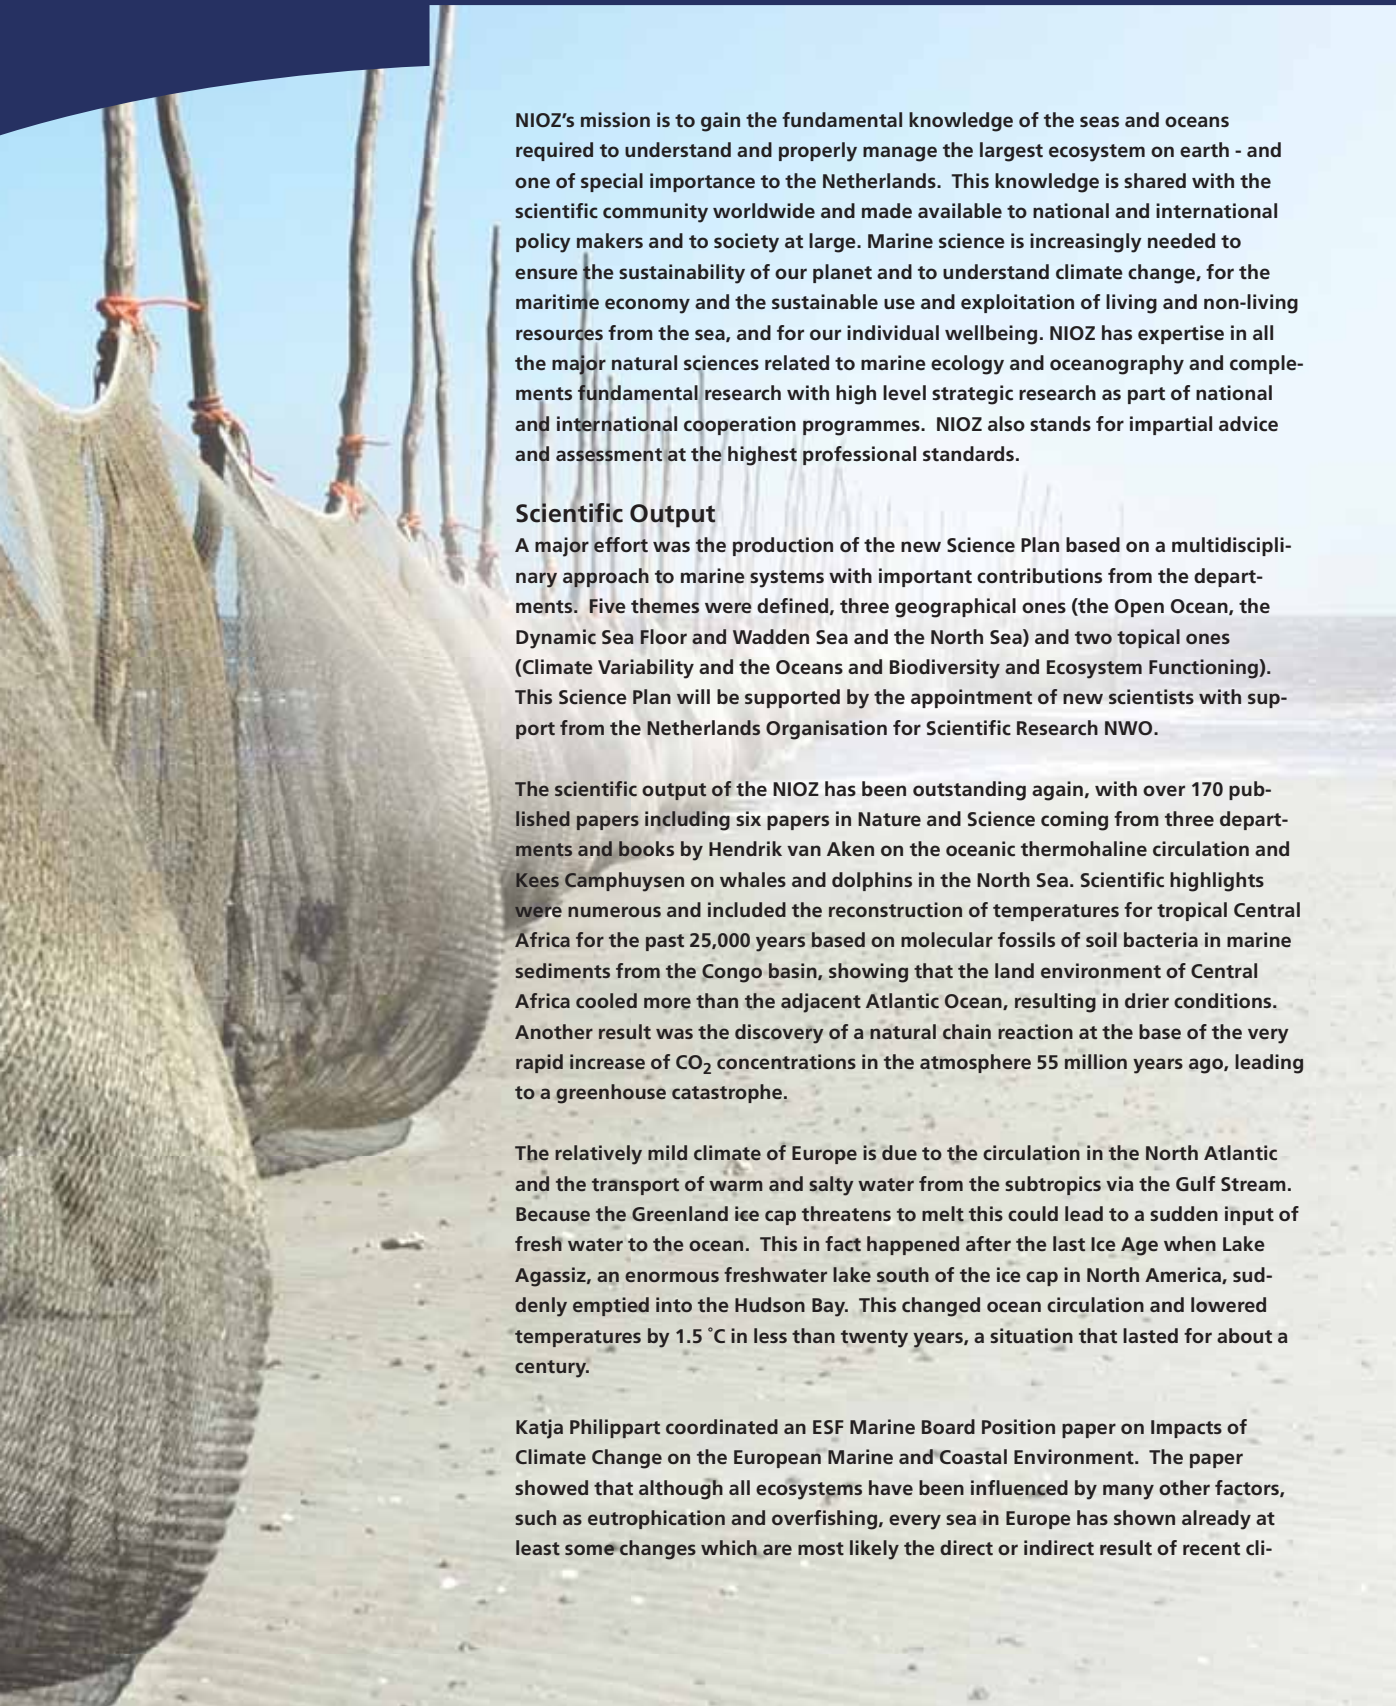 NIOZ's mission is to gain the fundamental knowledge of the seas and oceans
required to understand and properly manage the largest ecosystem on earth - and
one of special importance to the Netherlands.  This knowledge is shared with the
scientific community worldwide and made available to national and international
policy makers and to society at large. Marine science is increasingly needed to
ensure the sustainability of our planet and to understand climate change, for the
maritime economy and the sustainable use and exploitation of living and non-living
resources from the sea, and for our individual wellbeing. NIOZ has expertise in all
the major natural sciences related to marine ecology and oceanography and comple-
ments fundamental research with high level strategic research as part of national
and international cooperation programmes.  NIOZ also stands for impartial advice
and assessment at the highest professional standards.
Scientific Output
A major effort was the production of the new Science Plan based on a multidiscipli-
nary approach to marine systems with important contributions from the depart-
ments.  Five themes were defined, three geographical ones (the Open Ocean, the
Dynamic Sea Floor and Wadden Sea and the North Sea) and two topical ones
(Climate Variability and the Oceans and Biodiversity and Ecosystem Functioning).
This Science Plan will be supported by the appointment of new scientists with sup-
port from the Netherlands Organisation for Scientific Research NWO.
The scientific output of the NIOZ has been outstanding again, with over 170 pub-
lished papers including six papers in Nature and Science coming from three depart-
ments and books by Hendrik van Aken on the oceanic thermohaline circulation and
Kees Camphuysen on whales and dolphins in the North Sea. Scientific highlights
were numerous and included the reconstruction of temperatures for tropical Central
Africa for the past 25,000 years based on molecular fossils of soil bacteria in marine
sediments from the Congo basin, showing that the land environment of Central
Africa cooled more than the adjacent Atlantic Ocean, resulting in drier conditions.
Another result was the discovery of a natural chain reaction at the base of the very
rapid increase of CO₂ concentrations in the atmosphere 55 million years ago, leading
to a greenhouse catastrophe.
The relatively mild climate of Europe is due to the circulation in the North Atlantic
and the transport of warm and salty water from the subtropics via the Gulf Stream.
Because the Greenland ice cap threatens to melt this could lead to a sudden input of
fresh water to the ocean.  This in fact happened after the last Ice Age when Lake
Agassiz, an enormous freshwater lake south of the ice cap in North America, sud-
denly emptied into the Hudson Bay.  This changed ocean circulation and lowered
temperatures by 1.5 ˚C in less than twenty years, a situation that lasted for about a
century.
Katja Philippart coordinated an ESF Marine Board Position paper on Impacts of
Climate Change on the European Marine and Coastal Environment.  The paper
showed that although all ecosystems have been influenced by many other factors,
such as eutrophication and overfishing, every sea in Europe has shown already at
least some changes which are most likely the direct or indirect result of recent cli-